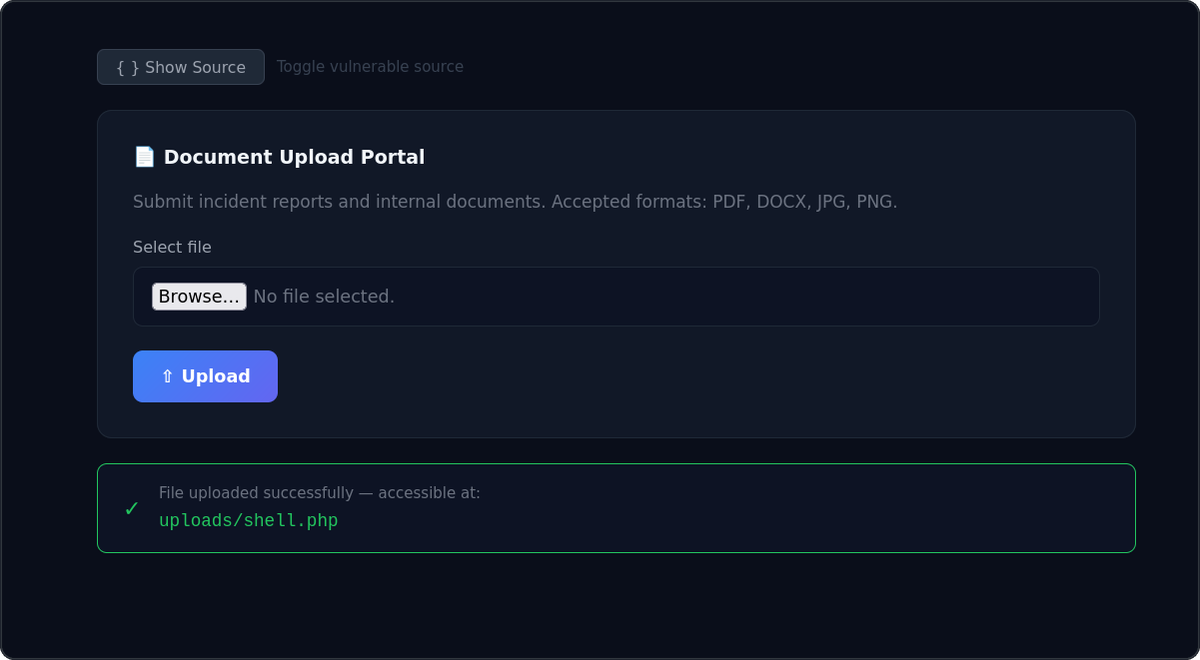 { } Show Source Toggle vulnerable source
📄 Document Upload Portal
Submit incident reports and internal documents. Accepted formats: PDF, DOCX, JPG, PNG.
Select file
Browse... No file selected.
⇧ Upload
✓ File uploaded successfully — accessible at:
uploads/shell.php